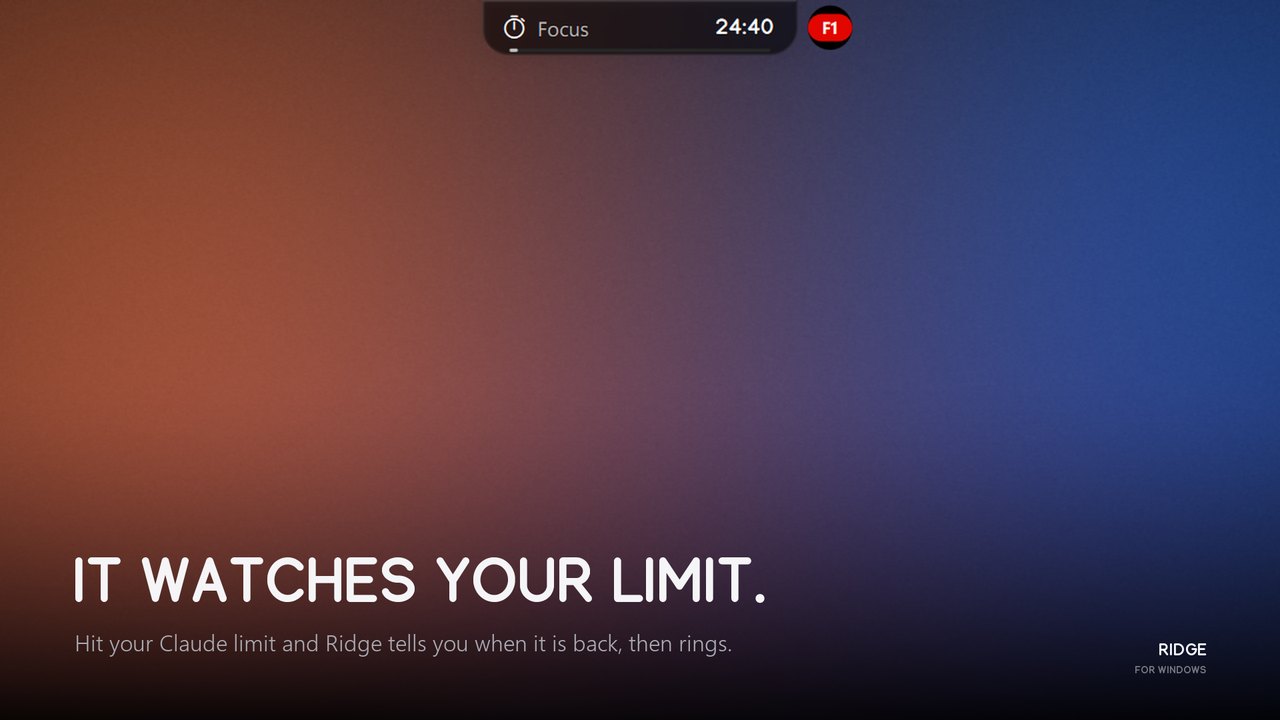 Focus 24:40 F1
IT WATCHES YOUR LIMIT.
Hit your Claude limit and Ridge tells you when it is back, then rings.
RIDGE
FOR WINDOWS